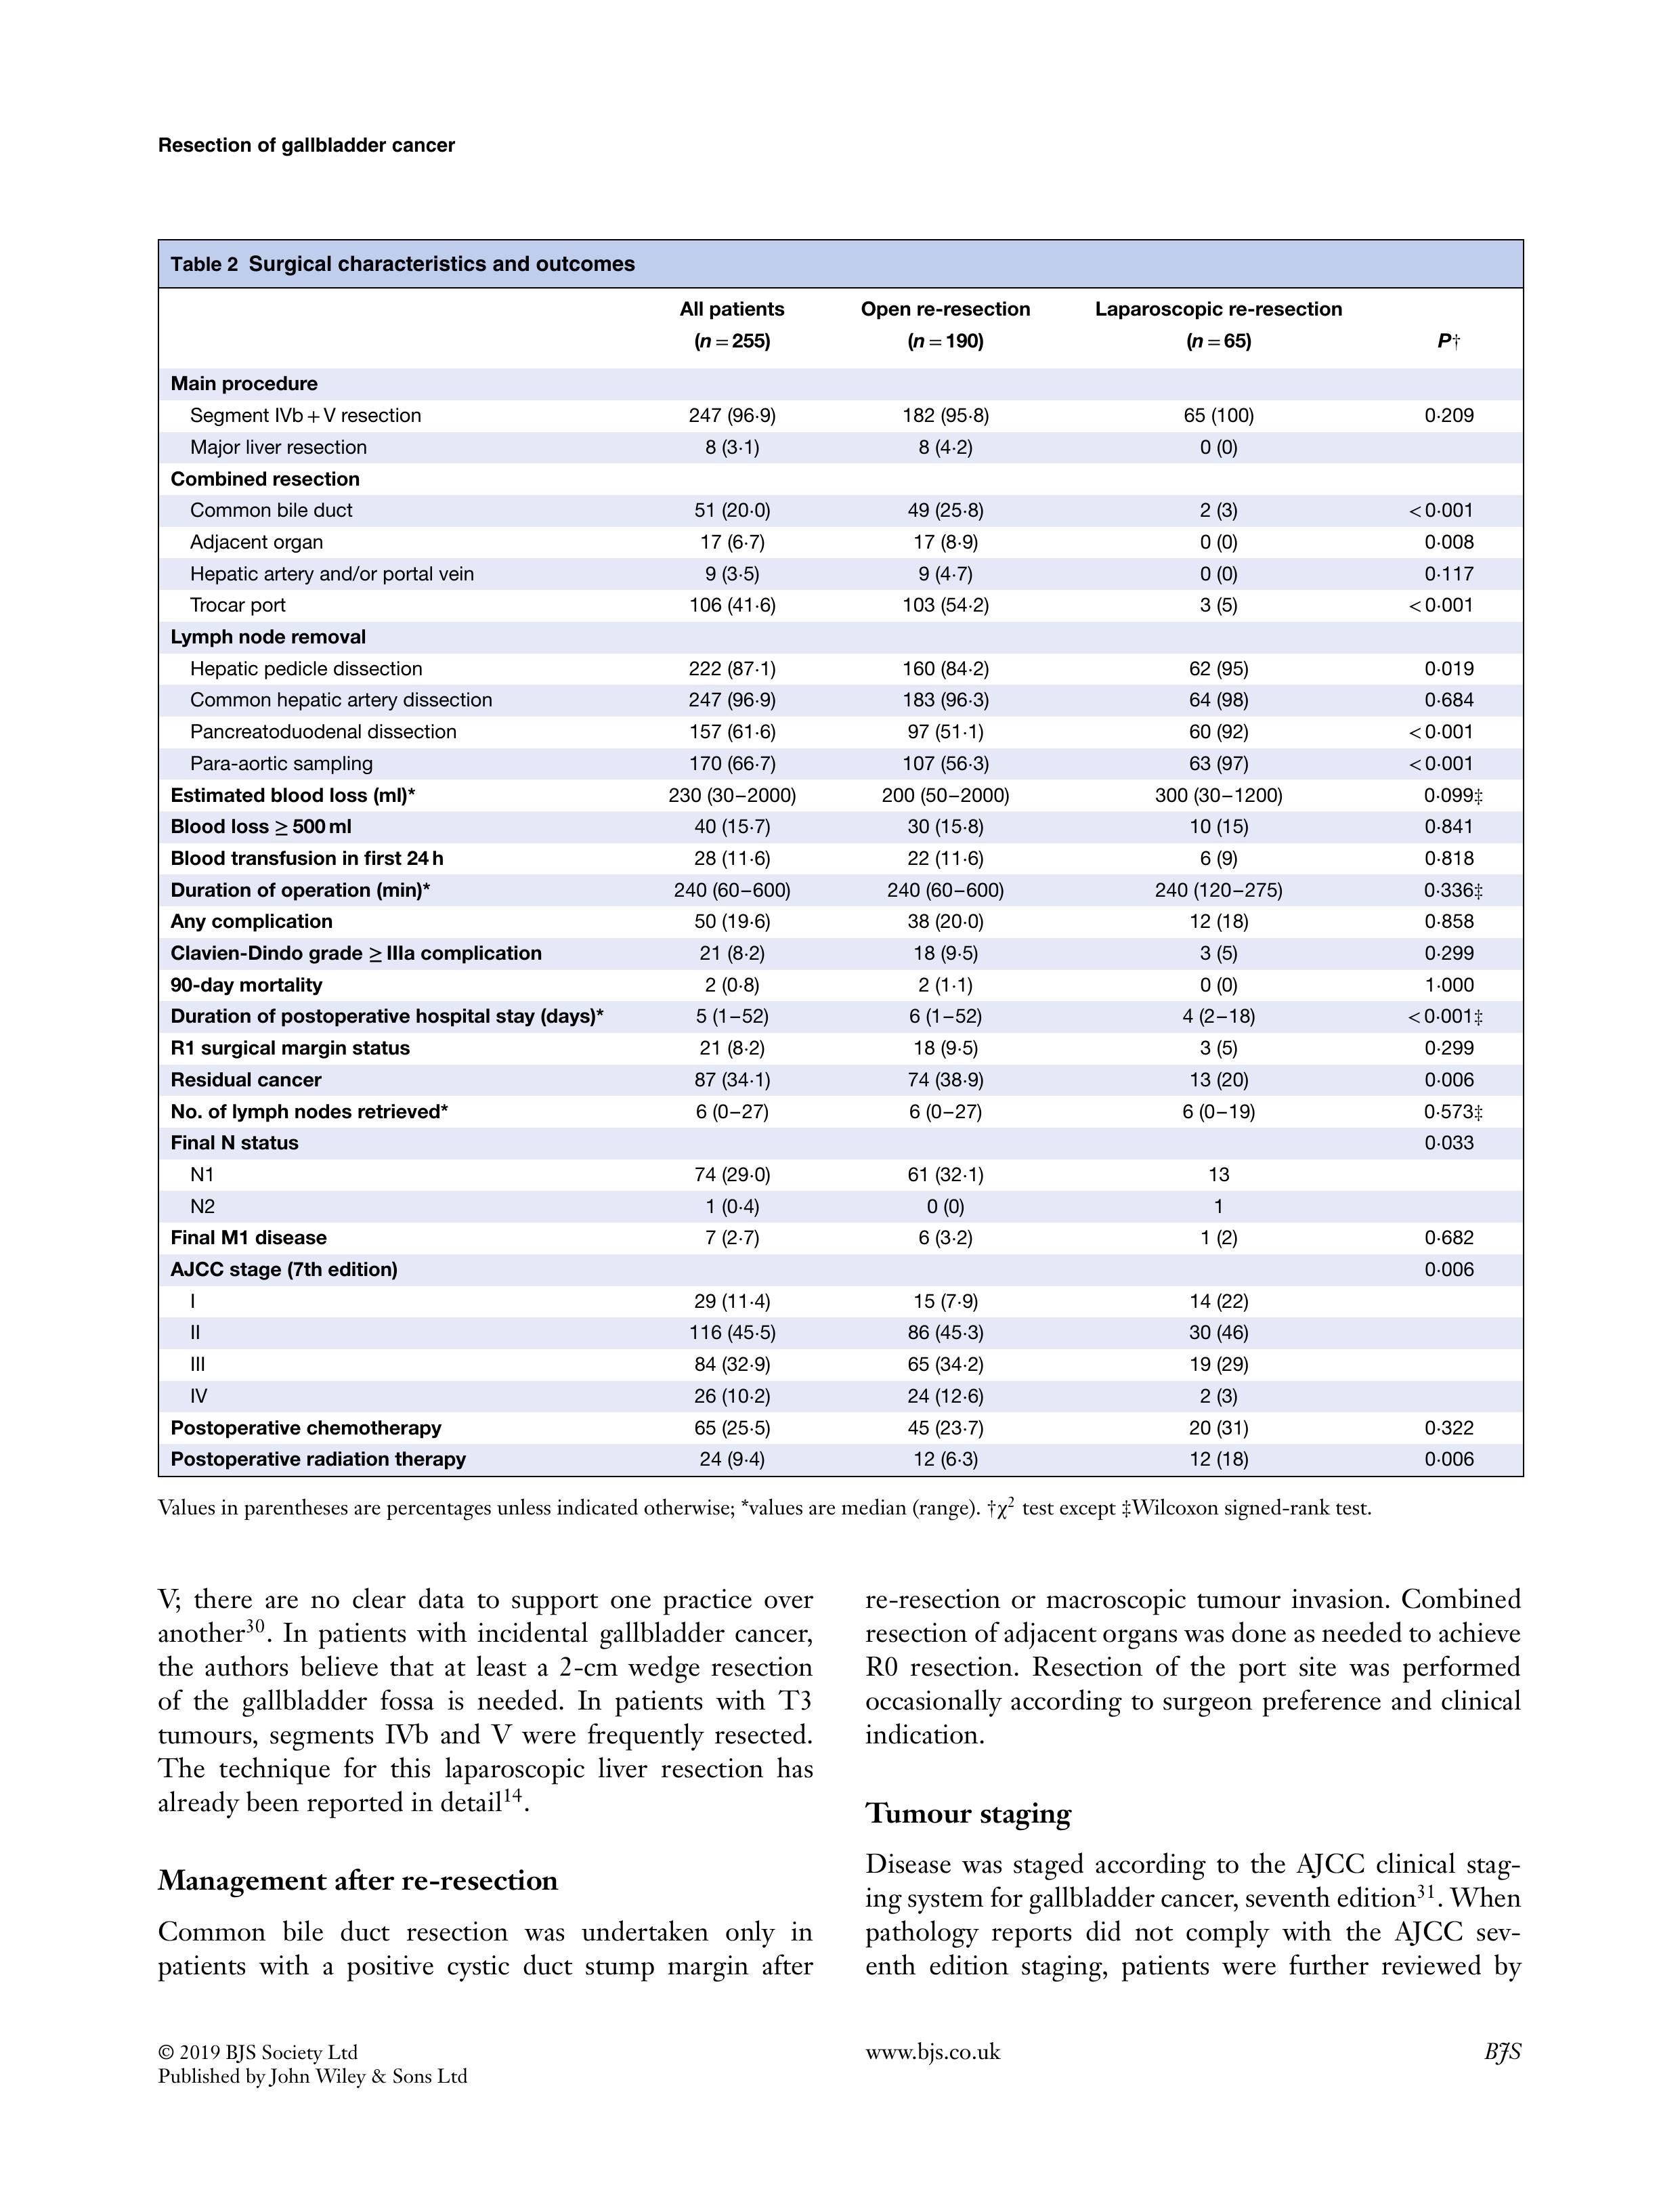 Resection of gallbladder cancer
Table 2 Surgical characteristics and outcomes
All patients Open re-resection Laparoscopic re-resection
(n = 255) (n = 190) (n = 65) P†
Main procedure
Segment IVb + V resection 247 (96·9) 182 (95·8) 65 (100) 0·209
Major liver resection 8 (3·1) 8 (4·2) 0 (0)
Combined resection
Common bile duct 51 (20·0) 49 (25·8) 2 (3) < 0·001
Adjacent organ 17 (6·7) 17 (8·9) 0 (0) 0·008
Hepatic artery and/or portal vein 9 (3·5) 9 (4·7) 0 (0) 0·117
Trocar port 106 (41·6) 103 (54·2) 3 (5) < 0·001
Lymph node removal
Hepatic pedicle dissection 222 (87·1) 160 (84·2) 62 (95) 0·019
Common hepatic artery dissection 247 (96·9) 183 (96·3) 64 (98) 0·684
Pancreatoduodenal dissection 157 (61·6) 97 (51·1) 60 (92) < 0·001
Para-aortic sampling 170 (66·7) 107 (56·3) 63 (97) < 0·001
Estimated blood loss (ml)* 230 (30–2000) 200 (50–2000) 300 (30–1200) 0·099‡
Blood loss ≥ 500 ml 40 (15·7) 30 (15·8) 10 (15) 0·841
Blood transfusion in first 24 h 28 (11·6) 22 (11·6) 6 (9) 0·818
Duration of operation (min)* 240 (60–600) 240 (60–600) 240 (120–275) 0·336‡
Any complication 50 (19·6) 38 (20·0) 12 (18) 0·858
Clavien-Dindo grade ≥ IIIa complication 21 (8·2) 18 (9·5) 3 (5) 0·299
90-day mortality 2 (0·8) 2 (1·1) 0 (0) 1·000
Duration of postoperative hospital stay (days)* 5 (1–52) 6 (1–52) 4 (2–18) < 0·001‡
R1 surgical margin status 21 (8·2) 18 (9·5) 3 (5) 0·299
Residual cancer 87 (34·1) 74 (38·9) 13 (20) 0·006
No. of lymph nodes retrieved* 6 (0–27) 6 (0–27) 6 (0–19) 0·573‡
Final N status 0·033
N1 74 (29·0) 61 (32·1) 13
N2 1 (0·4) 0 (0) 1
Final M1 disease 7 (2·7) 6 (3·2) 1 (2) 0·682
AJCC stage (7th edition) 0·006
I 29 (11·4) 15 (7·9) 14 (22)
II 116 (45·5) 86 (45·3) 30 (46)
III 84 (32·9) 65 (34·2) 19 (29)
IV 26 (10·2) 24 (12·6) 2 (3)
Postoperative chemotherapy 65 (25·5) 45 (23·7) 20 (31) 0·322
Postoperative radiation therapy 24 (9·4) 12 (6·3) 12 (18) 0·006
Values in parentheses are percentages unless indicated otherwise; *values are median (range). †χ² test except ‡Wilcoxon signed-rank test.
V; there are no clear data to support one practice over
another³⁰. In patients with incidental gallbladder cancer,
the authors believe that at least a 2-cm wedge resection
of the gallbladder fossa is needed. In patients with T3
tumours, segments IVb and V were frequently resected.
The technique for this laparoscopic liver resection has
already been reported in detail¹⁴.
Management after re-resection
Common bile duct resection was undertaken only in
patients with a positive cystic duct stump margin after
re-resection or macroscopic tumour invasion. Combined
resection of adjacent organs was done as needed to achieve
R0 resection. Resection of the port site was performed
occasionally according to surgeon preference and clinical
indication.
Tumour staging
Disease was staged according to the AJCC clinical stag-
ing system for gallbladder cancer, seventh edition³¹. When
pathology reports did not comply with the AJCC sev-
enth edition staging, patients were further reviewed by
© 2019 BJS Society Ltd
Published by John Wiley & Sons Ltd
www.bjs.co.uk
BJS